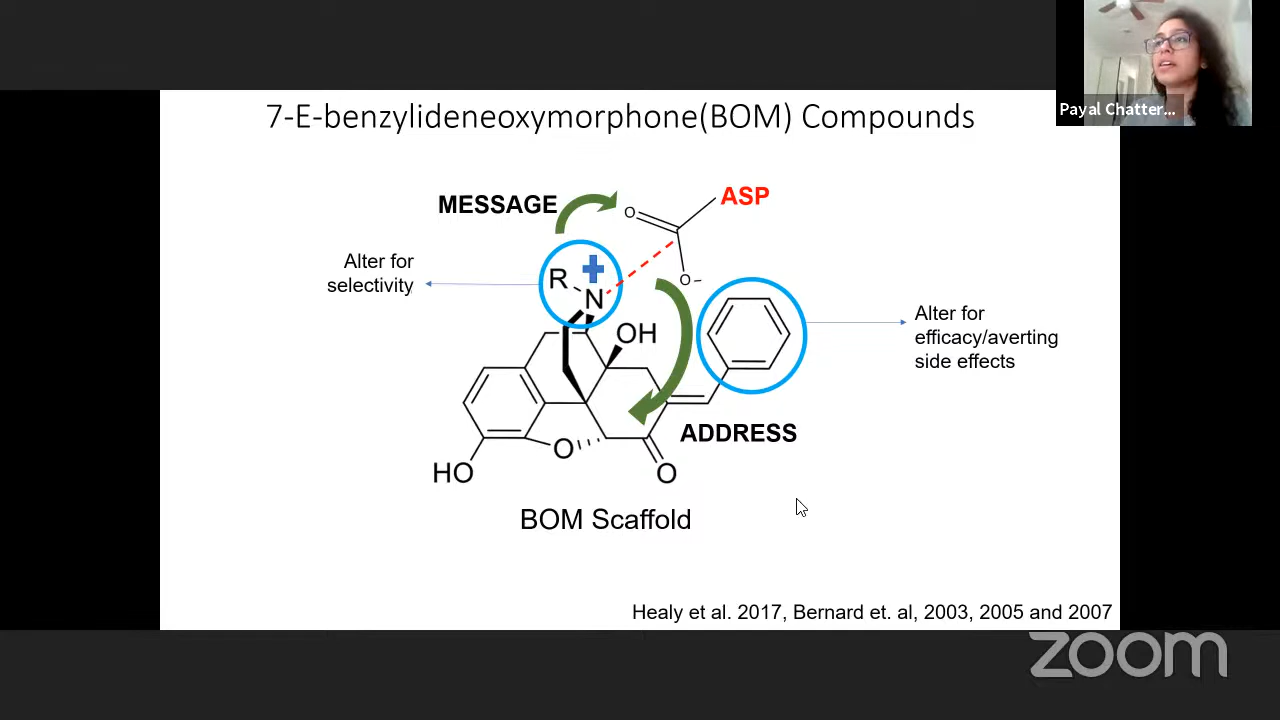 7-E-benzylideneoxymorphone(BOM) Compounds
Payal Chatter...
MESSAGE
ASP
O
O-
Alter for
selectivity
R
+
N
OH
Alter for
efficacy/averting
side effects
ADDRESS
O
HO
O
BOM Scaffold
Healy et al. 2017, Bernard et. al, 2003, 2005 and 2007
zoom